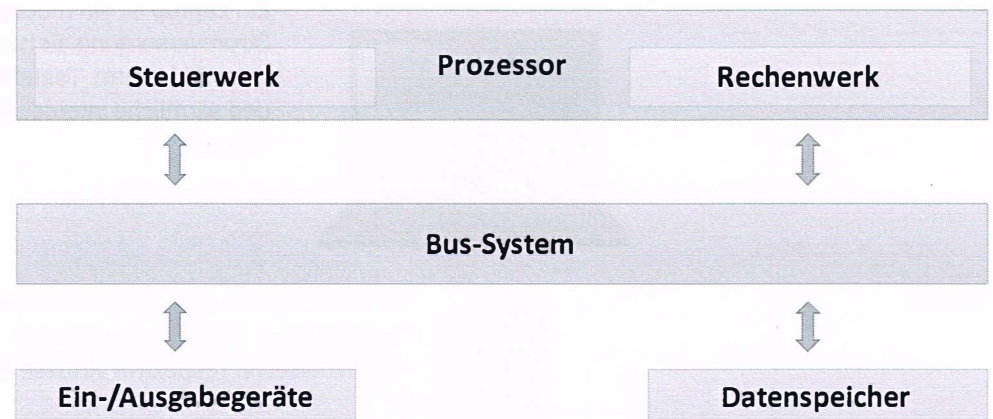 Steuerwerk
Prozessor
Rechenwerk
Bus-System
Ein-/Ausgabegeräte
Datenspeicher